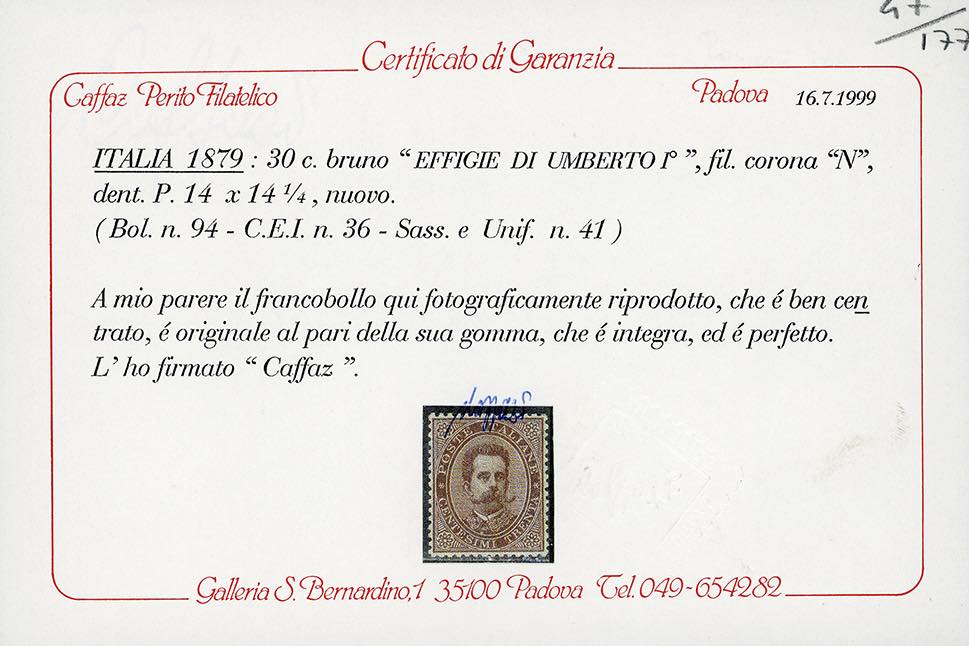 47/177
Certificato di Garanzia
Caffaz Perito Filatelico
Padova 16.7.1999
ITALIA 1879 : 30 c. bruno “ EFFIGIE DI UMBERTO I° ”, fil. corona “N”,
dent. P. 14 x 14 ¼ , nuovo.
( Bol. n. 94 - C.E.I. n. 36 - Sass. e Unif. n. 41 )
A mio parere il francobollo qui fotograficamente riprodotto, che é ben cen
trato, é originale al pari della sua gomma, che é integra, ed é perfetto.
L’ ho firmato “ Caffaz ”.
POSTE ITALIANE
CENTESIMI TRENTA
Galleria S. Bernardino,1 35100 Padova Tel. 049-654282